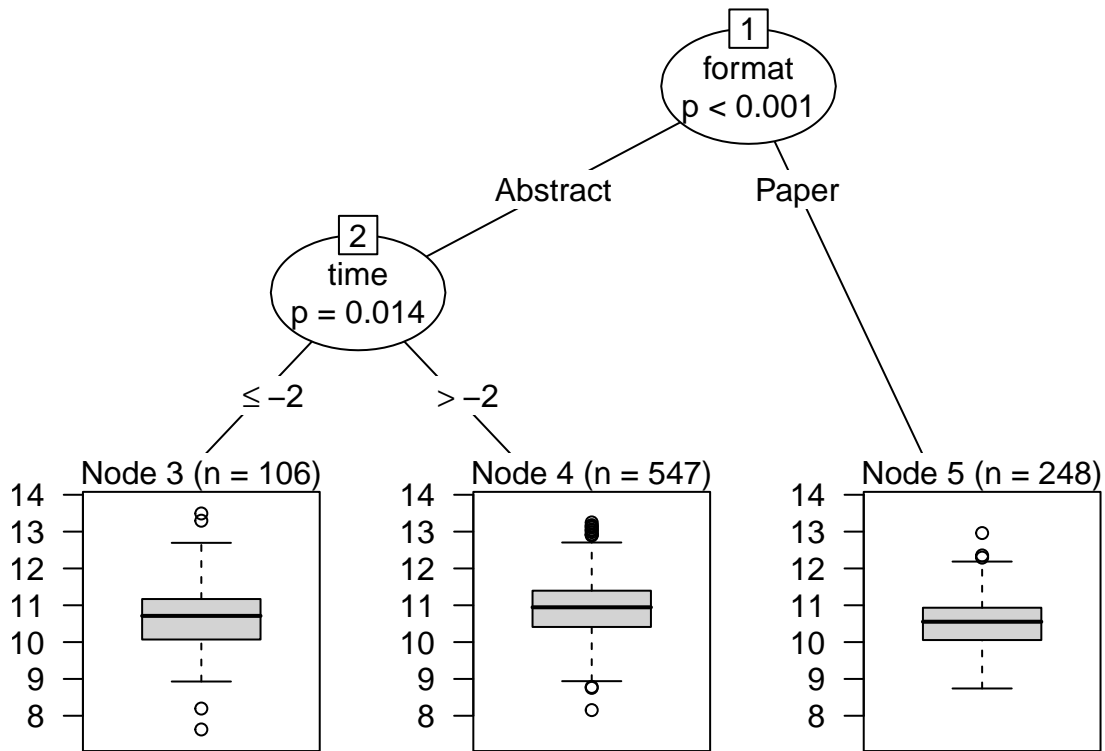 1
format
p < 0.001
Abstract
Paper
2
time
p = 0.014
≤ −2
> −2
Node 3 (n = 106)
14
13
12
11
10
9
8
Node 4 (n = 547)
14
13
12
11
10
9
8
Node 5 (n = 248)
14
13
12
11
10
9
8